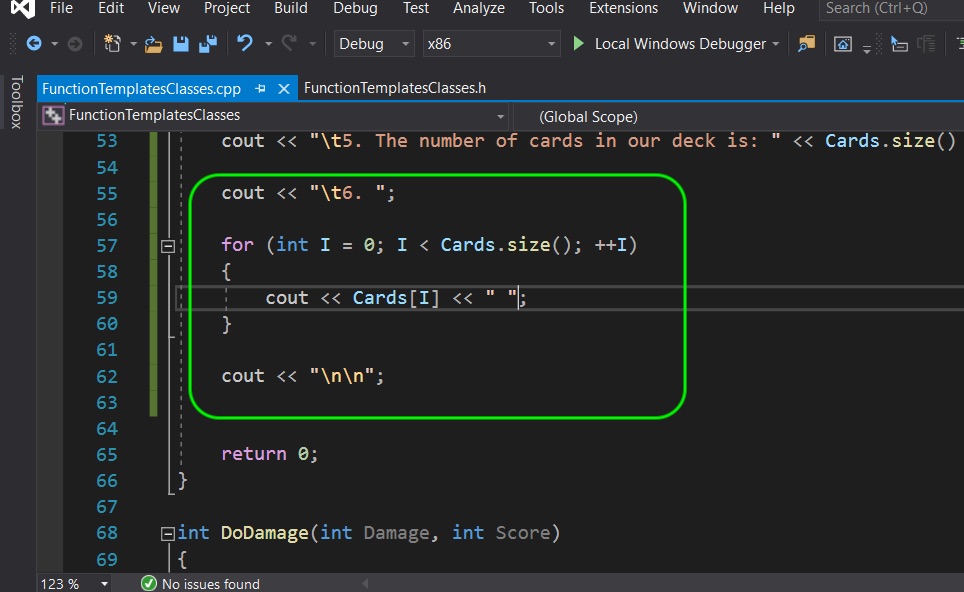 File Edit View Project Build Debug Test Analyze Tools Extensions Window Help Search (Ctrl+Q)
Debug x86 Local Windows Debugger
Toolbox
FunctionTemplatesClasses.cpp FunctionTemplatesClasses.h
FunctionTemplatesClasses (Global Scope)
53 cout << "\t5. The number of cards in our deck is: " << Cards.size()
54
55 cout << "\t6. ";
56
57 for (int I = 0; I < Cards.size(); ++I)
58 {
59 cout << Cards[I] << " ";
60 }
61
62 cout << "\n\n";
63
64
65 return 0;
66 }
67
68 int DoDamage(int Damage, int Score)
69 {
123 % No issues found